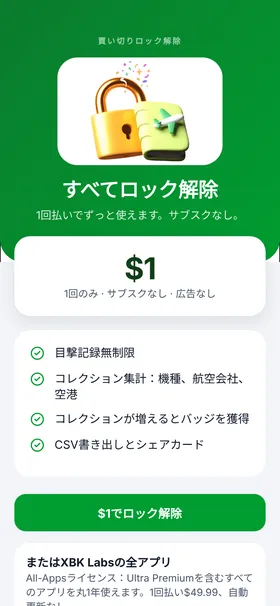 買い切りロック解除
すべてロック解除
1回払いでずっと使えます。サブスクなし。
$1
1回のみ · サブスクなし · 広告なし
目撃記録無制限
コレクション集計：機種、航空会社、
空港
コレクションが増えるとバッジを獲得
CSV書き出しとシェアカード
$1でロック解除
またはXBK Labsの全アプリ
All-Appsライセンス：Ultra Premiumを含むすべて
のアプリを丸1年使えます。1回払い$49.99、自動
更新なし